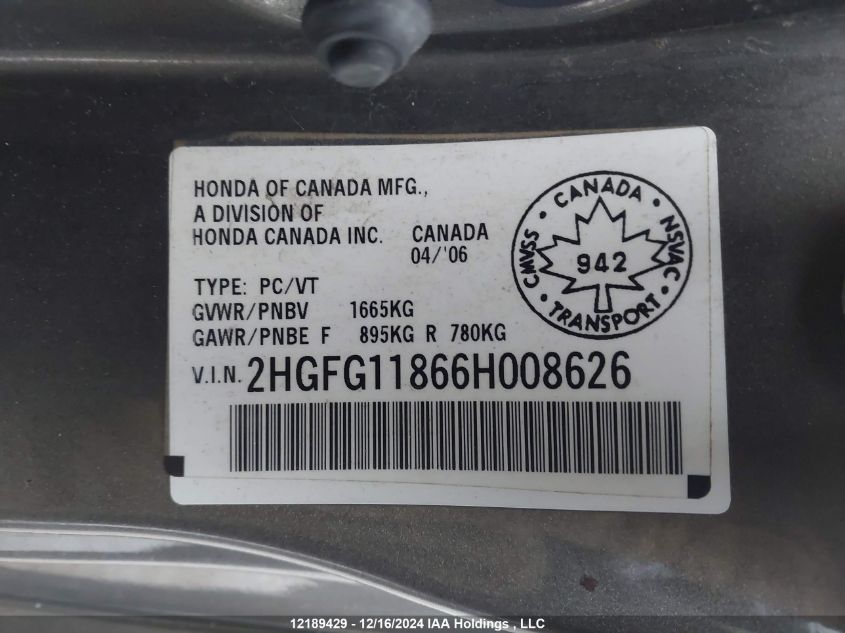 HONDA OF CANADA MFG.,
A DIVISION OF
HONDA CANADA INC. CANADA
04/'06
TYPE: PC/VT
GVWR/PNBV 1665KG
GAWR/PNBE F 895KG R 780KG
V.I.N. 2HGFG11866H008626
• CANADA •
CMVSS
NSVAC
942
• TRANSPORT •
12189429 - 12/16/2024 IAA Holdings , LLC